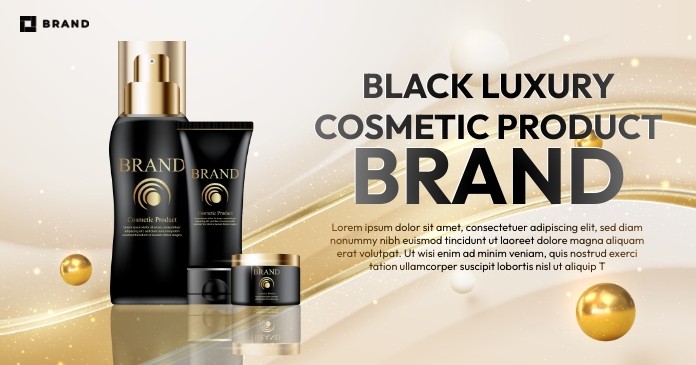 BRAND
BLACK LUXURY
COSMETIC PRODUCT
BRAND
Lorem ipsum dolor sit amet, consectetuer adipiscing elit, sed diam
nonummy nibh euismod tincidunt ut laoreet dolore magna aliquam
erat volutpat. Ut wisi enim ad minim veniam, quis nostrud exerci
tation ullamcorper suscipit lobortis nisl ut aliquip T
BRAND
Cosmetic Product
BRAND
Cosmetic Product
BRAND